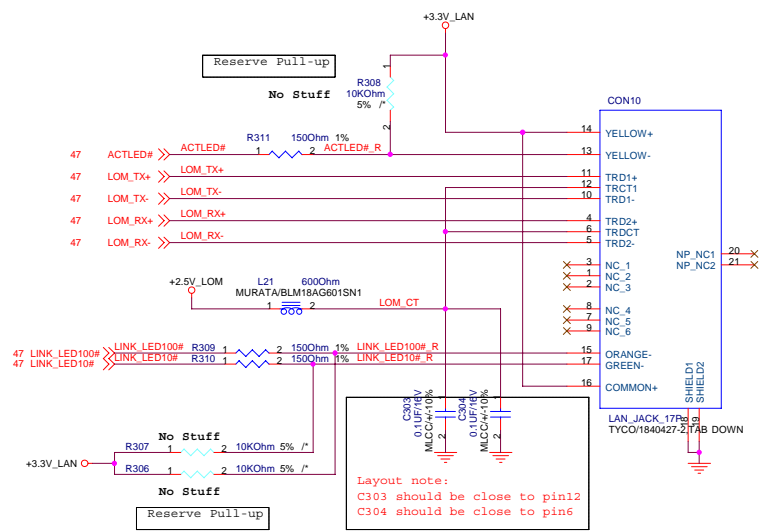 +3.3V_LAN
Reserve Pull-up
No Stuff
R308
10KOhm
5% /*
1
2
CON10
R311 150Ohm 1%
47 ACTLED# ACTLED# 1 2 ACTLED#_R
47 LOM_TX+ LOM_TX+
47 LOM_TX- LOM_TX-
47 LOM_RX+ LOM_RX+
47 LOM_RX- LOM_RX-
14 YELLOW+
13 YELLOW-
11 TRD1+
12 TRCT1
10 TRD1-
4 TRD2+
6 TRDCT
5 TRD2-
3 NC_1
1 NC_2
2 NC_3
8 NC_4
7 NC_5
9 NC_6
15 ORANGE-
17 GREEN-
16 COMMON+
NP_NC1 20
NP_NC2 21
SHIELD1 18
SHIELD2 19
LAN_JACK_17P
TYCO/1840427-2,TAB DOWN
+2.5V_LOM
L21 600Ohm
MURATA/BLM18AG601SN1
1 2
LOM_CT
47 LINK_LED100# LINK_LED100# R309 1 2 150Ohm 1% LINK_LED100#_R
47 LINK_LED10# LINK_LED10# R310 1 2 150Ohm 1% LINK_LED10#_R
C303
0.1UF/16V
MLCC/+/-10%
1
2
C304
0.1UF/16V
MLCC/+/-10%
1
2
No Stuff
R307 1 2 10KOhm 5% /*
+3.3V_LAN
R306 1 2 10KOhm 5% /*
No Stuff
Reserve Pull-up
Layout note:
C303 should be close to pin12
C304 should be close to pin6